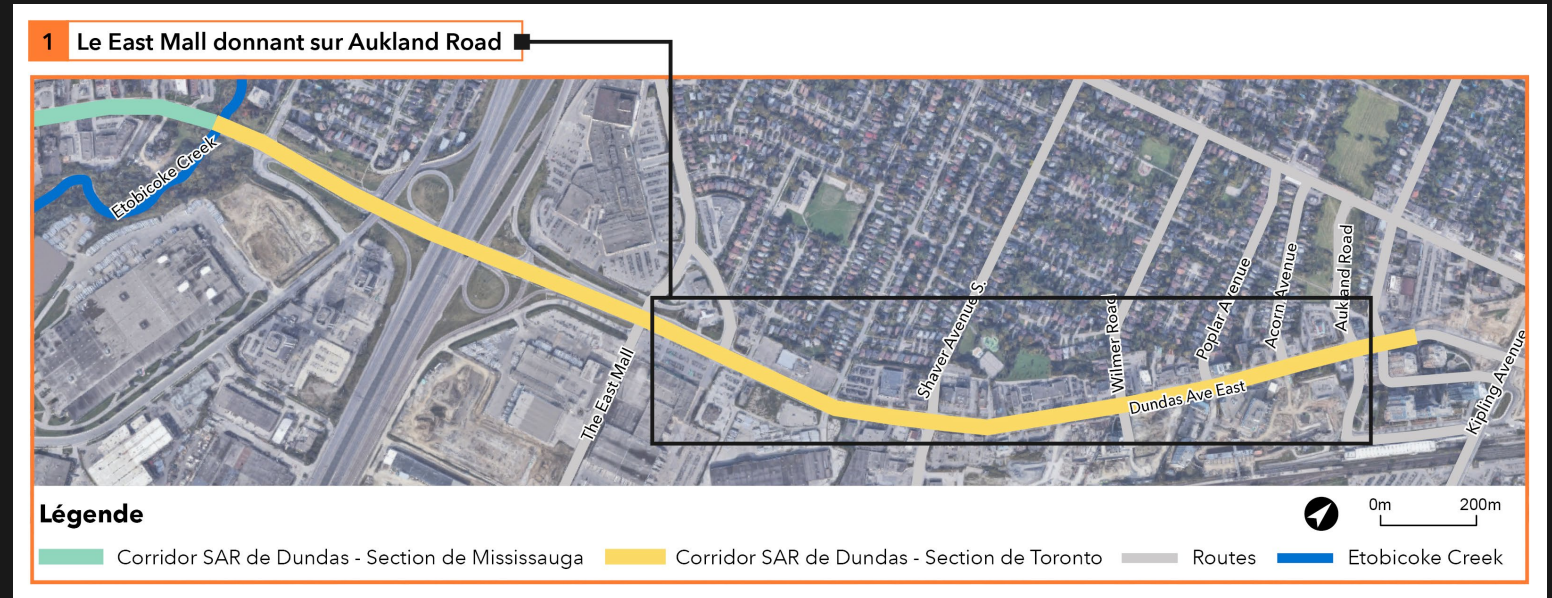 1 Le East Mall donnant sur Aukland Road
Etobicoke Creek
The East Mall
Shaver Avenue S.
Wilmer Road
Poplar Avenue
Acorn Avenue
Aukland Road
Dundas Ave East
Kipling Avenue
Légende
0m 200m
Corridor SAR de Dundas - Section de Mississauga
Corridor SAR de Dundas - Section de Toronto
Routes
Etobicoke Creek